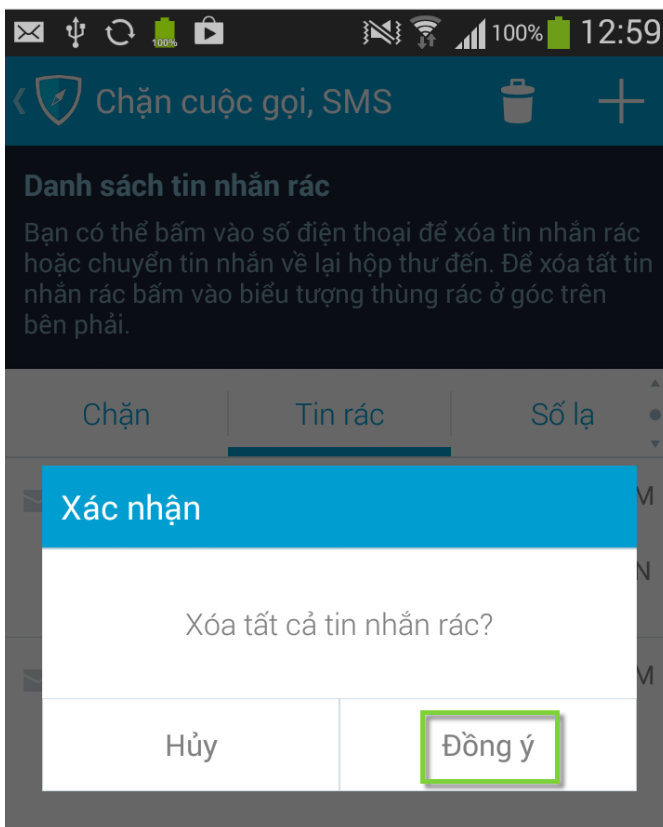 100%
100% 12:59
Chặn cuộc gọi, SMS
Danh sách tin nhắn rác
Bạn có thể bấm vào số điện thoại để xóa tin nhắn rác
hoặc chuyển tin nhắn về lại hộp thư đến. Để xóa tất tin
nhắn rác bấm vào biểu tượng thùng rác ở góc trên
bên phải.
Chặn Tin rác Số lạ
M
Xác nhận
N
Xóa tất cả tin nhắn rác?
M
Hủy Đồng ý